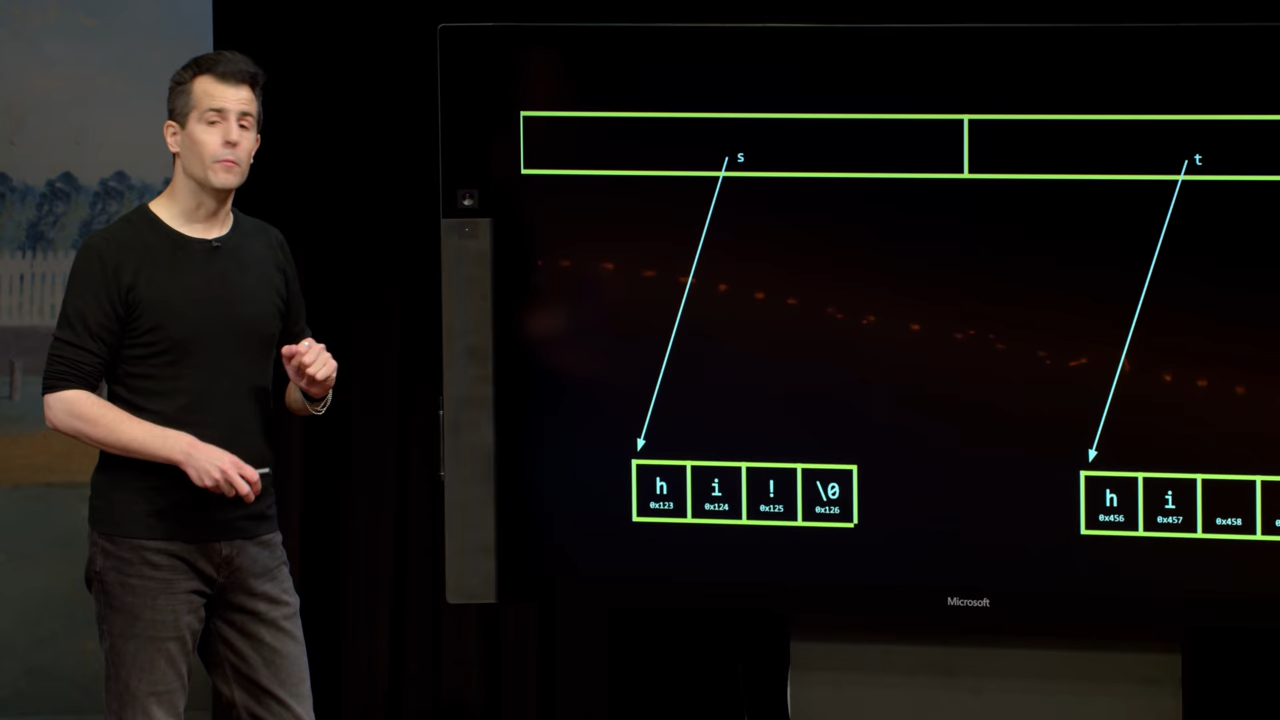 s
t
h i ! \0
0x123 0x124 0x125 0x126
h i
0x456 0x457 0x458
Microsoft